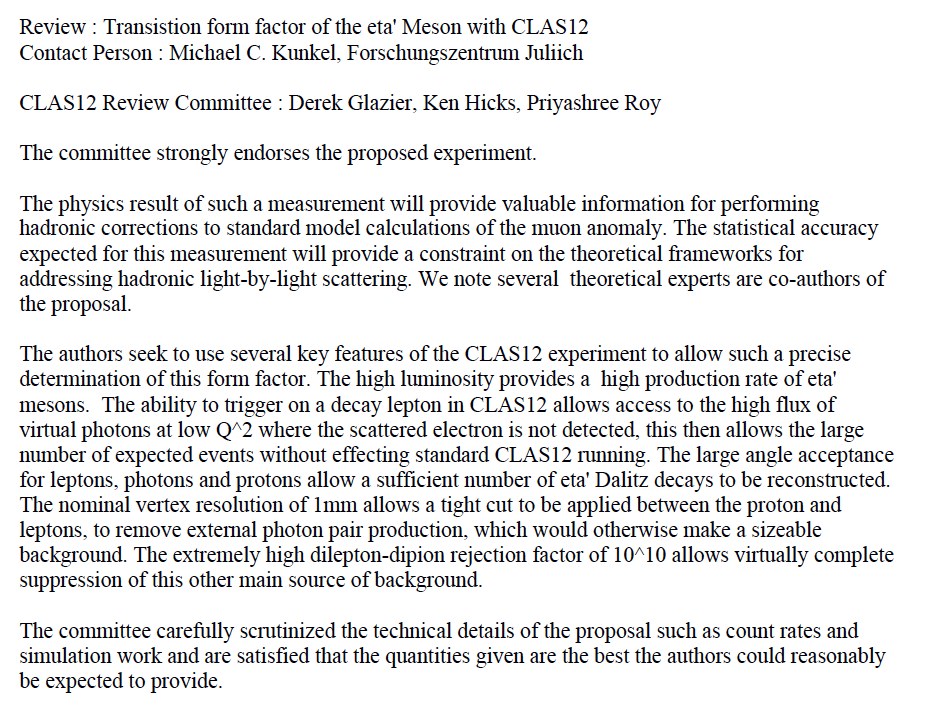 Review : Transistion form factor of the eta' Meson with CLAS12
Contact Person : Michael C. Kunkel, Forschungszentrum Juliich
CLAS12 Review Committee : Derek Glazier, Ken Hicks, Priyashree Roy
The committee strongly endorses the proposed experiment.
The physics result of such a measurement will provide valuable information for performing
hadronic corrections to standard model calculations of the muon anomaly. The statistical accuracy
expected for this measurement will provide a constraint on the theoretical frameworks for
addressing hadronic light-by-light scattering. We note several  theoretical experts are co-authors of
the proposal.
The authors seek to use several key features of the CLAS12 experiment to allow such a precise
determination of this form factor. The high luminosity provides a  high production rate of eta'
mesons.  The ability to trigger on a decay lepton in CLAS12 allows access to the high flux of
virtual photons at low Q^2 where the scattered electron is not detected, this then allows the large
number of expected events without effecting standard CLAS12 running. The large angle acceptance
for leptons, photons and protons allow a sufficient number of eta' Dalitz decays to be reconstructed.
The nominal vertex resolution of 1mm allows a tight cut to be applied between the proton and
leptons, to remove external photon pair production, which would otherwise make a sizeable
background. The extremely high dilepton-dipion rejection factor of 10^10 allows virtually complete
suppression of this other main source of background.
The committee carefully scrutinized the technical details of the proposal such as count rates and
simulation work and are satisfied that the quantities given are the best the authors could reasonably
be expected to provide.